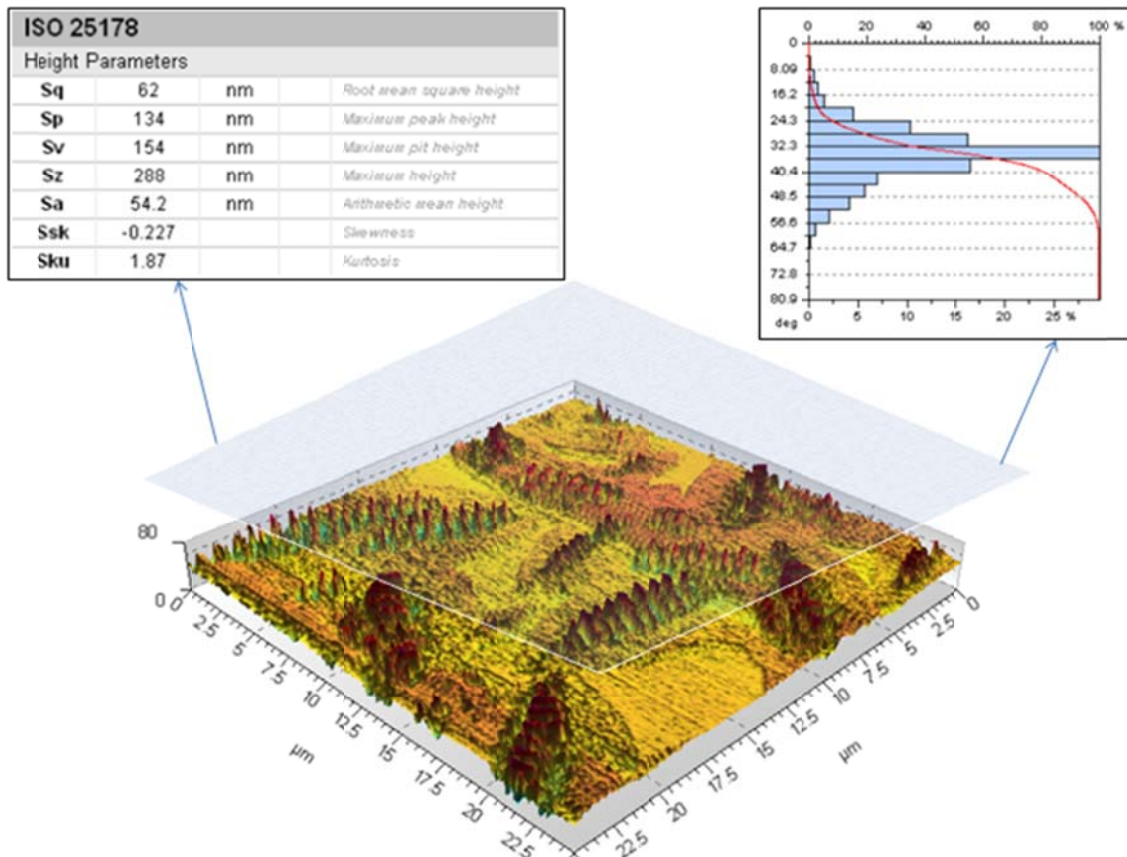 ISO 25178
Height Parameters
Sq 62 nm Root mean square height
Sp 134 nm Maximum peak height
Sv 154 nm Maximum pit height
Sz 288 nm Maximum height
Sa 54.2 nm Arithmetic mean height
Ssk -0.227 Skewness
Sku 1.87 Kurtosis
0 20 40 60 80 100 %
0
8.09
16.2
24.3
32.3
40.4
48.5
56.6
64.7
72.8
80.9
deg
0 5 10 15 20 25 %
80
0
0 2.5 5 7.5 10 12.5 15 17.5 20 22.5
µm
0 2.5 5 7.5 10 12.5 15 17.5 20 22.5
µm